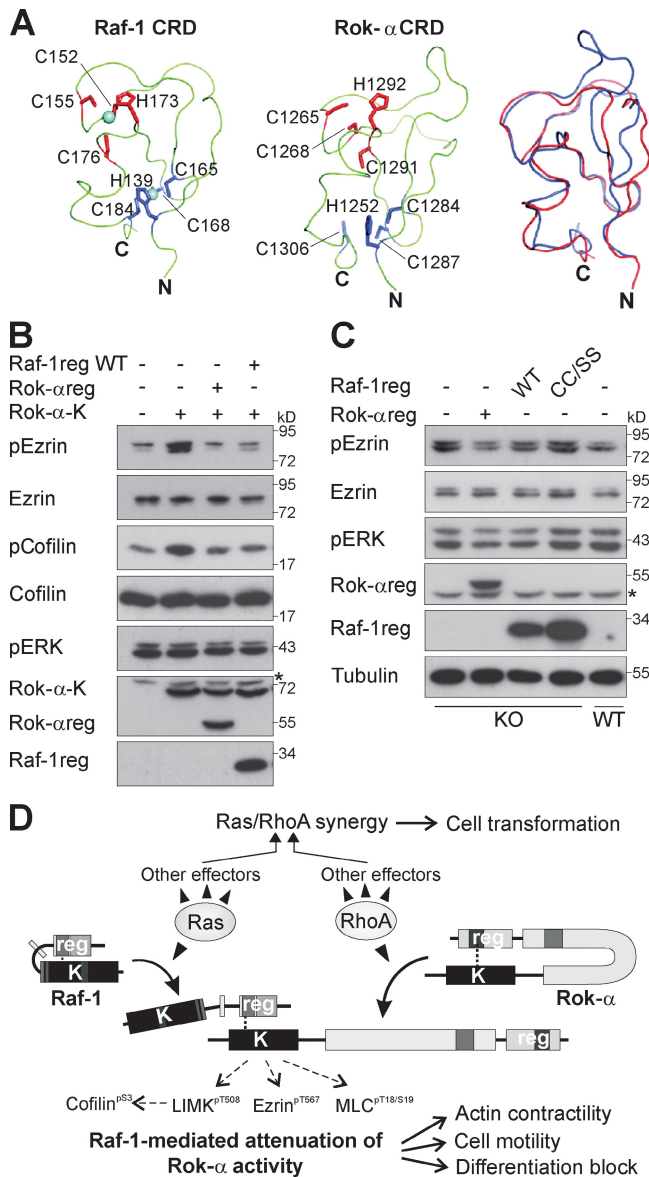 A
Raf-1 CRD
Rok-α CRD
C152
C155
H173
C176
C165
H139
C184
C168
C
N
H1292
C1265
C1268
C1291
H1252
C1284
C1306
C1287
C
N
C
N
B
Raf-1reg WT - - - +
Rok-αreg - - + -
Rok-α-K - + + + kD
pEzrin 95
72
Ezrin 95
72
pCofilin
17
Cofilin
17
pERK 43
Rok-α-K *
72
Rok-αreg 55
Raf-1reg 34
C
Raf-1reg - - WT CC/SS -
Rok-αreg - + - - - kD
pEzrin 95
72
Ezrin 95
72
pERK 43
Rok-αreg 55
*
Raf-1reg 34
Tubulin 55
KO WT
D
Ras/RhoA synergy Cell transformation
Other effectors Other effectors
Ras RhoA
reg
K
Raf-1
reg
K
Rok-α
K reg
K reg
Cofilin pS3 LIMK pT508 Ezrin pT567 MLC pT18/S19
Raf-1-mediated attenuation of
Rok-α activity
Actin contractility
Cell motility
Differentiation block